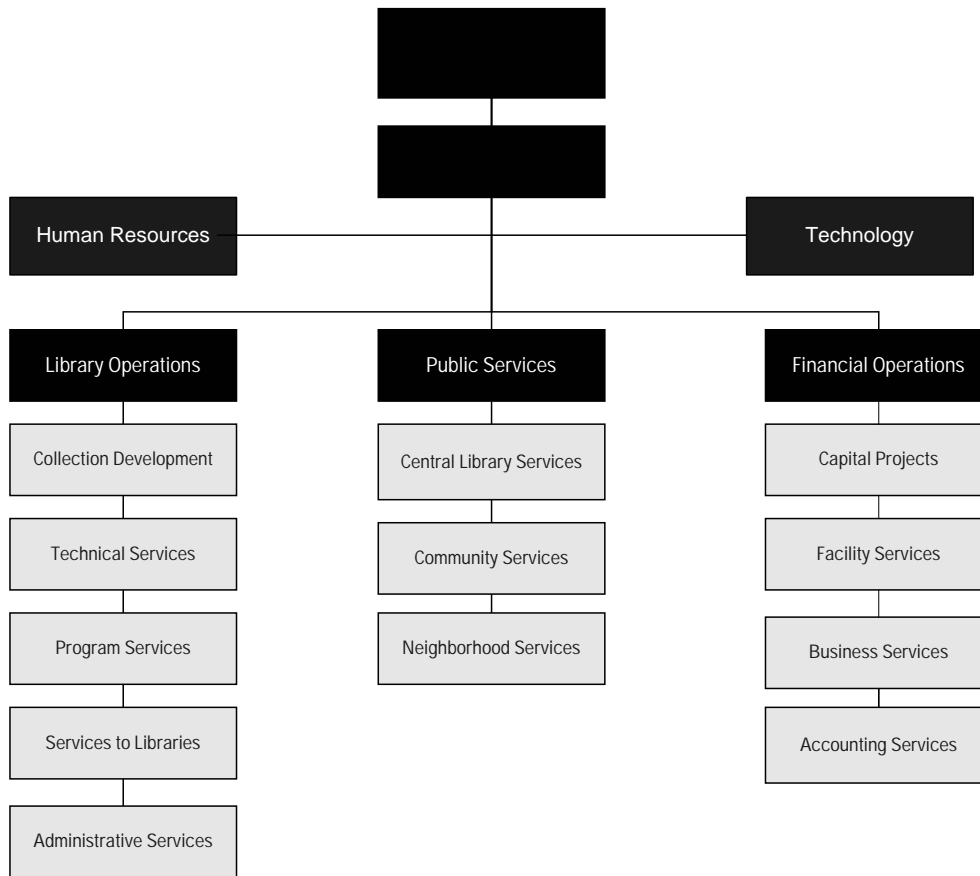 Human Resources
Technology
Library Operations
Public Services
Financial Operations
Collection Development
Central Library Services
Capital Projects
Technical Services
Community Services
Facility Services
Program Services
Neighborhood Services
Business Services
Services to Libraries
Accounting Services
Administrative Services